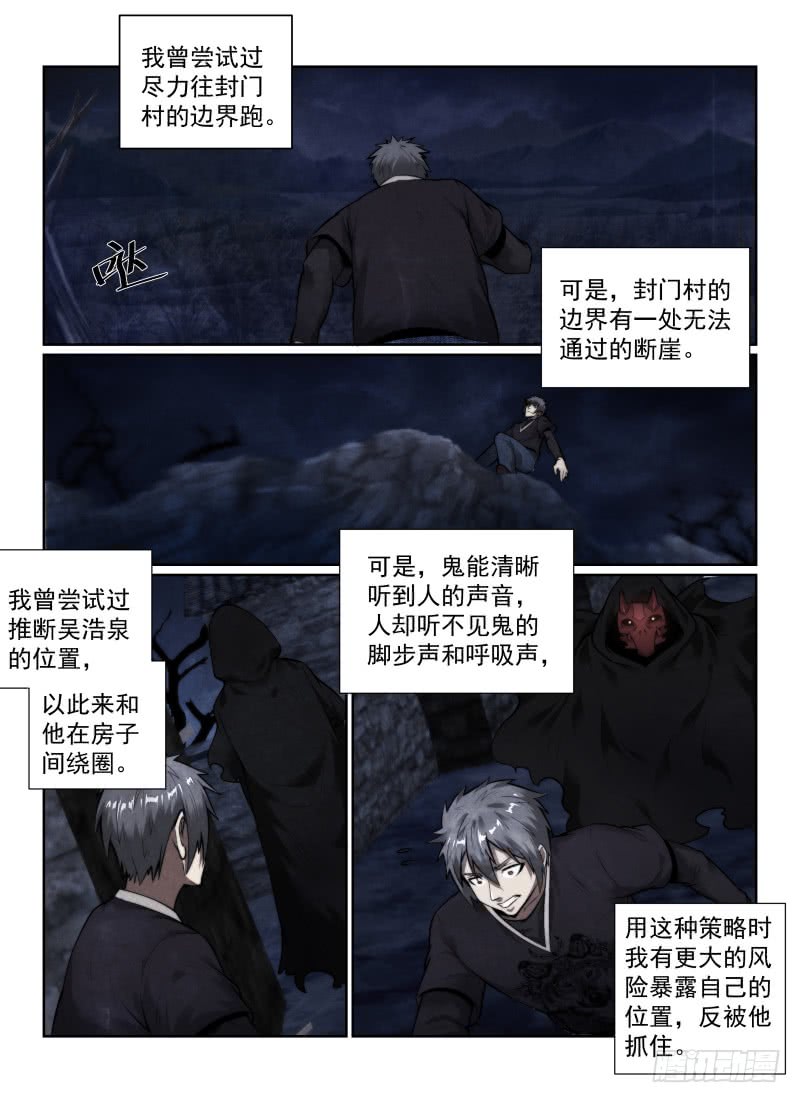 我曾尝试过
尽力往封门
村的边界跑。
哒
可是，封门村的
边界有一处无法
通过的断崖。
我曾尝试过
推断吴浩泉
的位置，
以此来和
他在房子
间绕圈。
可是，鬼能清晰
听到人的声音，
人却听不见鬼的
脚步声和呼吸声，
用这种策略时
我有更大的风
险暴露自己的
位置，反被他
抓住。
腾讯动漫